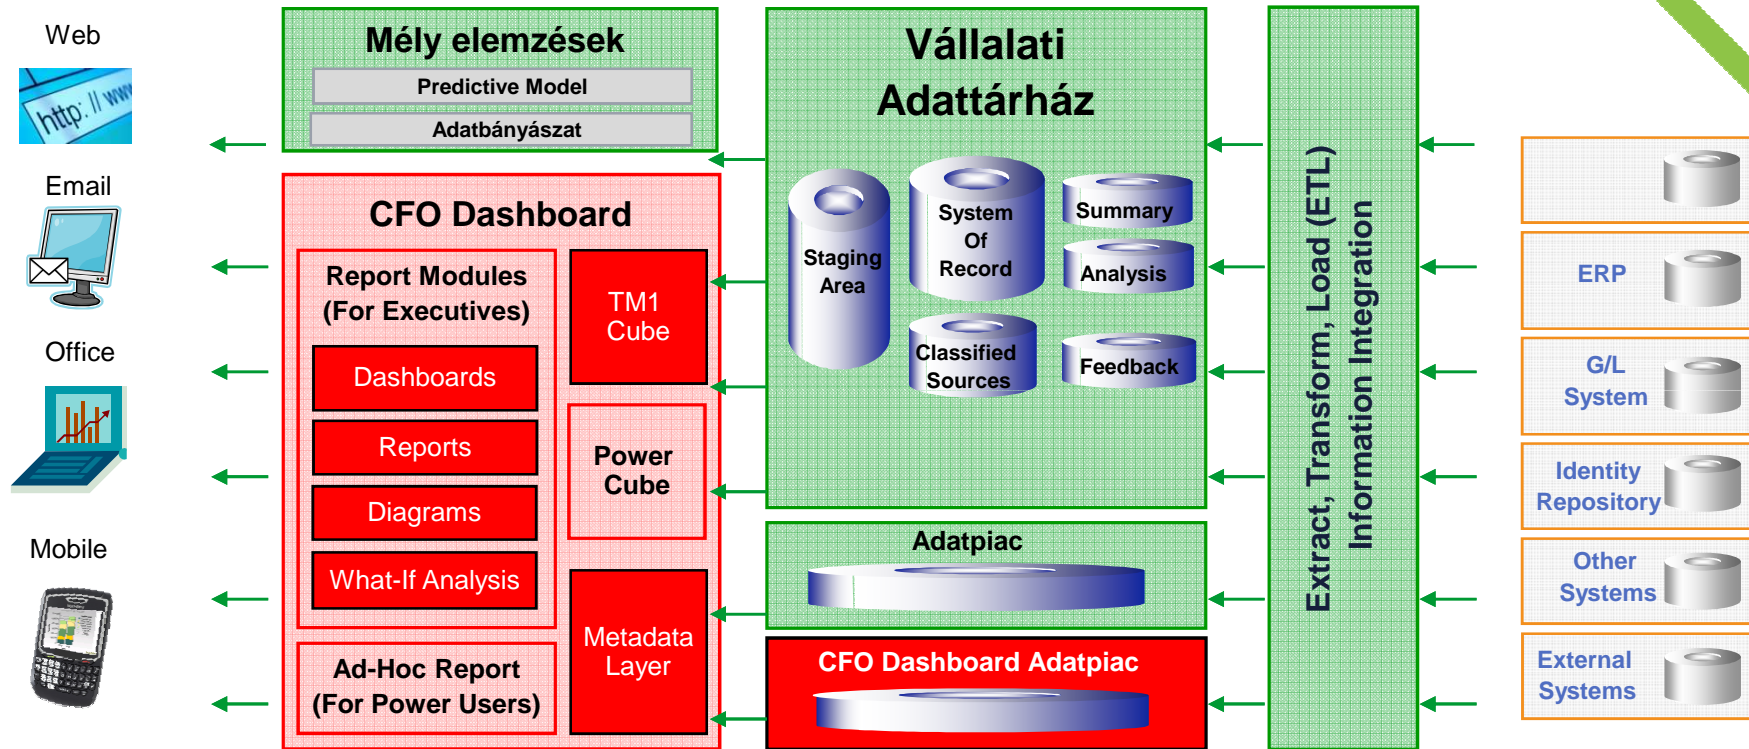 Web
http: // www
Email
Office
Mobile
Mély elemzések
Predictive Model
Adatbányászat
CFO Dashboard
Report Modules
(For Executives)
Dashboards
Reports
Diagrams
What-If Analysis
Ad-Hoc Report
(For Power Users)
TM1
Cube
Power
Cube
Metadata
Layer
Vállalati
Adattárház
Staging
Area
System
Of
Record
Classified
Sources
Summary
Analysis
Feedback
Adatpiac
CFO Dashboard Adatpiac
Extract, Transform, Load (ETL)
Information Integration
ERP
G/L
System
Identity
Repository
Other
Systems
External
Systems